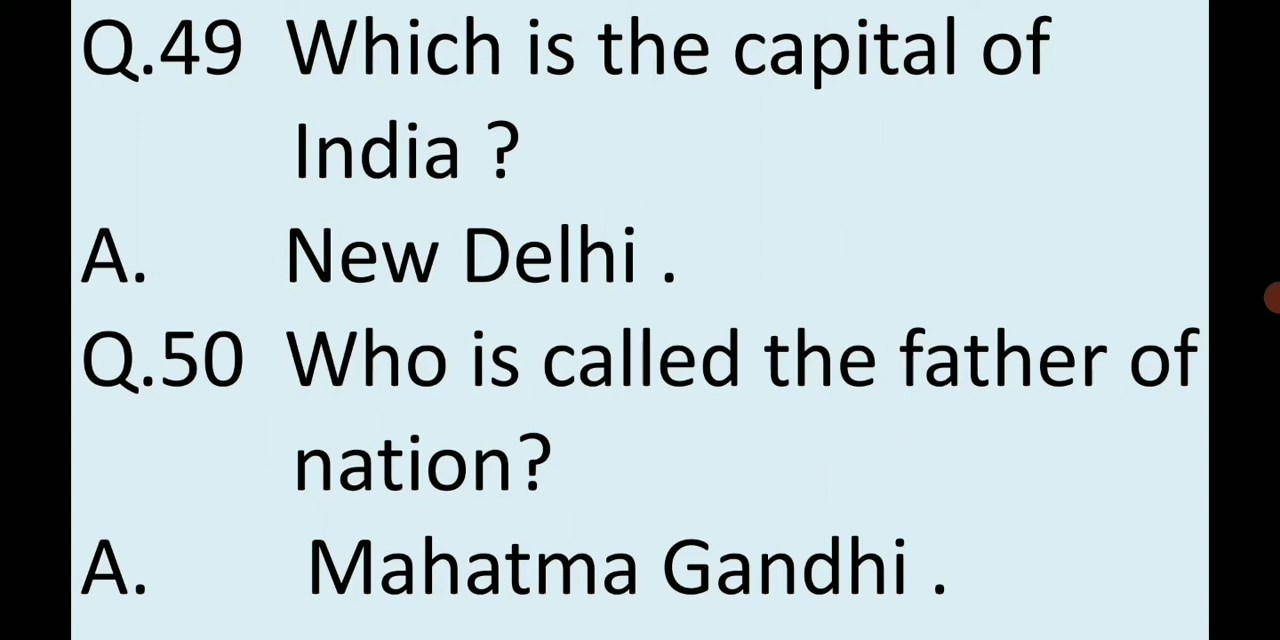 Q.49 Which is the capital of
India ?
A. New Delhi .
Q.50 Who is called the father of
nation?
A. Mahatma Gandhi .